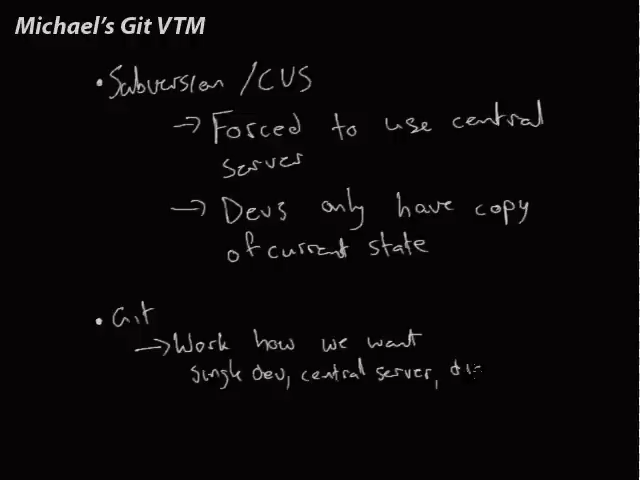 Michael's Git VTM
• Subversion / CVS
→ Forced to use central
server
→ Devs only have copy
of current state
• Git
→ Work how we want
single dev, central server,